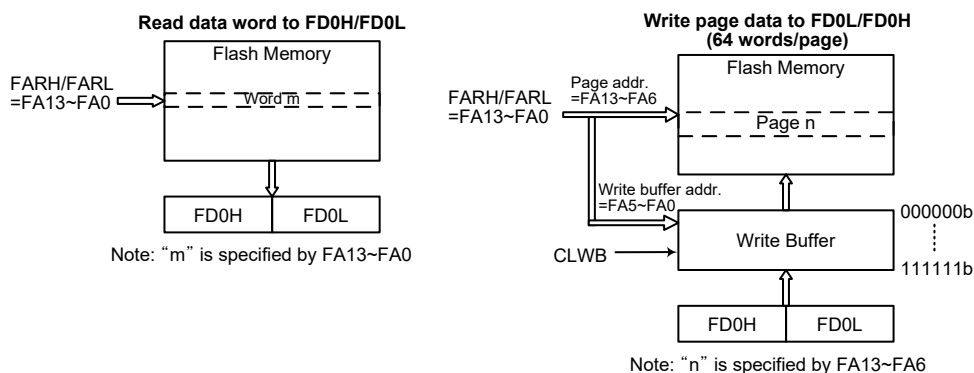 Read data word to FD0H/FD0L
Flash Memory
FARH/FARL
=FA13~FA0
Word m
FD0H
FD0L
Note: “m” is specified by FA13~FA0
Write page data to FD0L/FD0H
(64 words/page)
Flash Memory
Page addr.
=FA13~FA6
FARH/FARL
=FA13~FA0
Page n
Write buffer addr.
=FA5~FA0
000000b
Write Buffer
CLWB
111111b
FD0H
FD0L
Note: “n” is specified by FA13~FA6